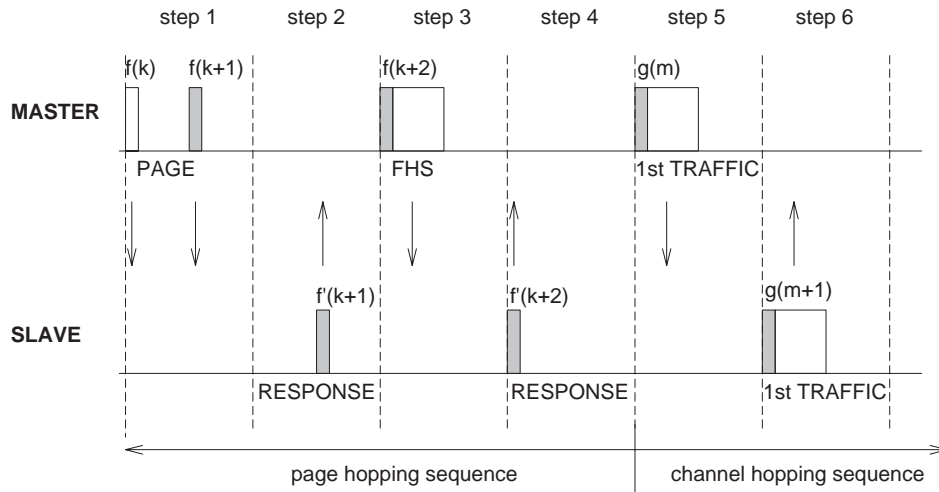 step 1 step 2 step 3 step 4 step 5 step 6
f(k) f(k+1) f(k+2) g(m)
MASTER
PAGE FHS 1st TRAFFIC
f'(k+1) f'(k+2) g(m+1)
SLAVE
RESPONSE RESPONSE 1st TRAFFIC
page hopping sequence channel hopping sequence